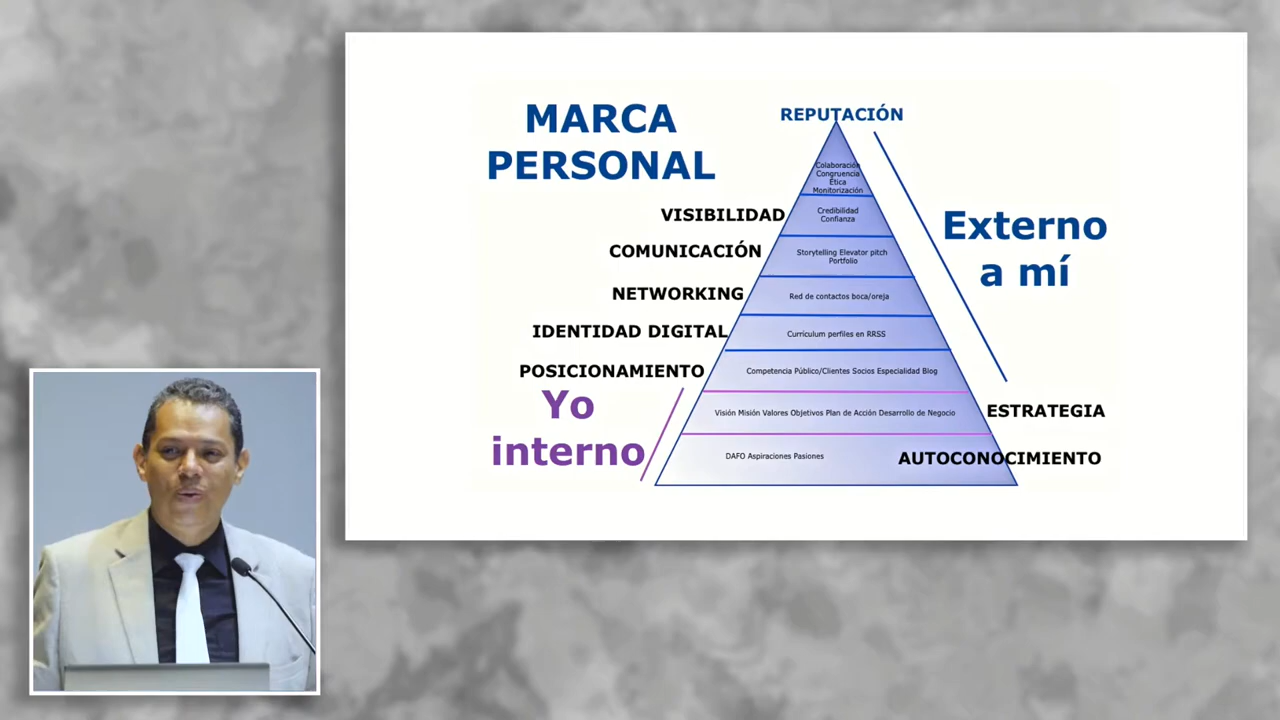 MARCA
PERSONAL
REPUTACIÓN
Colaboración
Congruencia
Ética
Monitorización
VISIBILIDAD
Credibilidad
Confianza
COMUNICACIÓN
Storytelling Elevator pitch
Portfolio
NETWORKING
Red de contactos boca/oreja
IDENTIDAD DIGITAL
Currículum perfiles en RRSS
POSICIONAMIENTO
Competencia Público/Clientes Socios Especialidad Blog
Externo
a mí
Yo
interno
Visión Misión Valores Objetivos Plan de Acción Desarrollo de Negocio
ESTRATEGIA
DAFO Aspiraciones Pasiones
AUTOCONOCIMIENTO